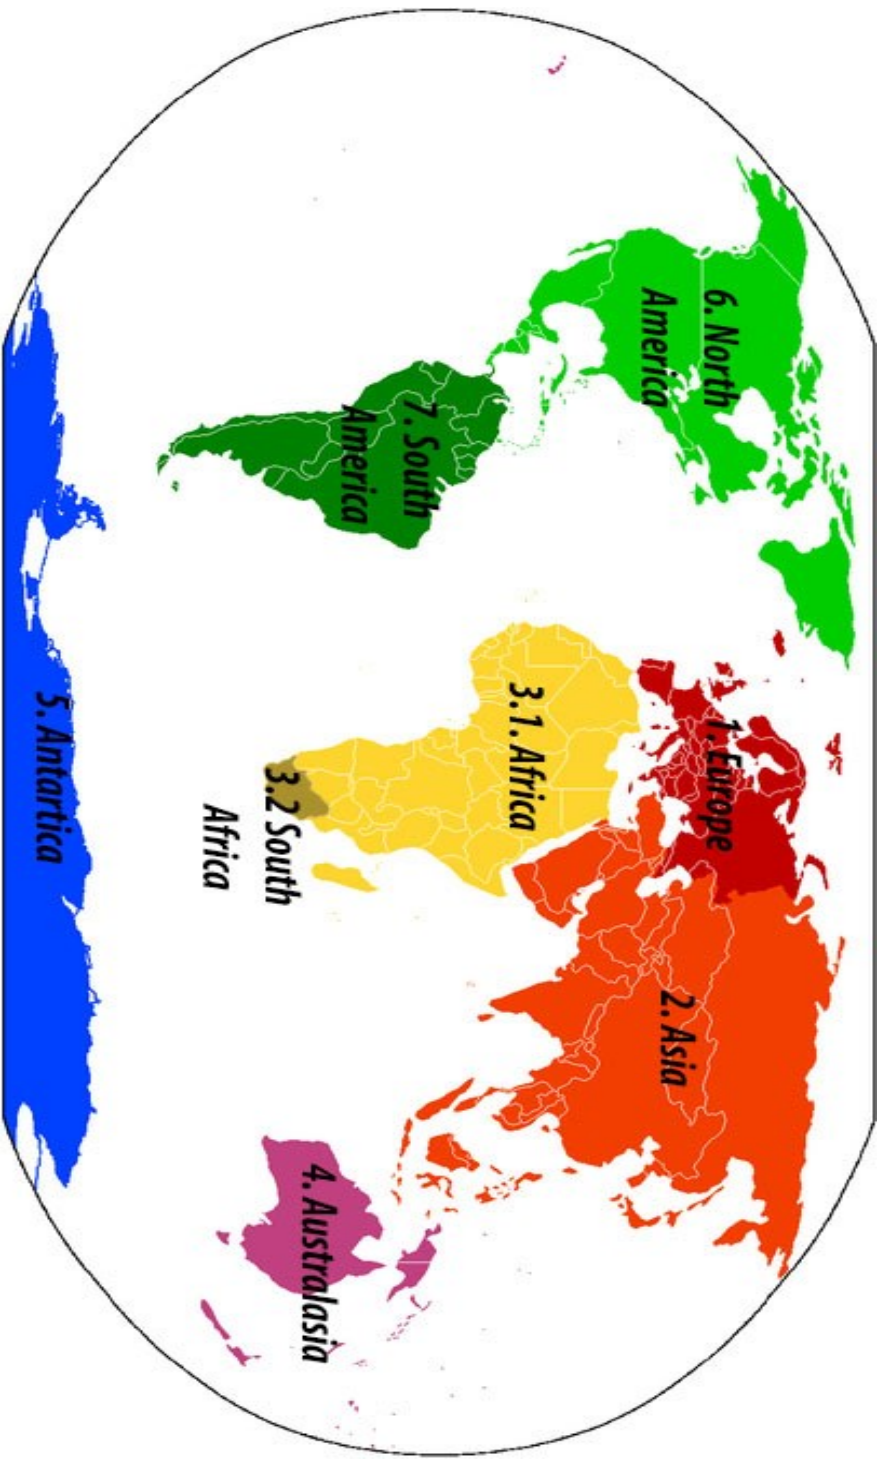 6. North
America
7. South
America
1. Europe
2. Asia
3.1. Africa
3.2 South
Africa
4. Australasia
5. Antartica